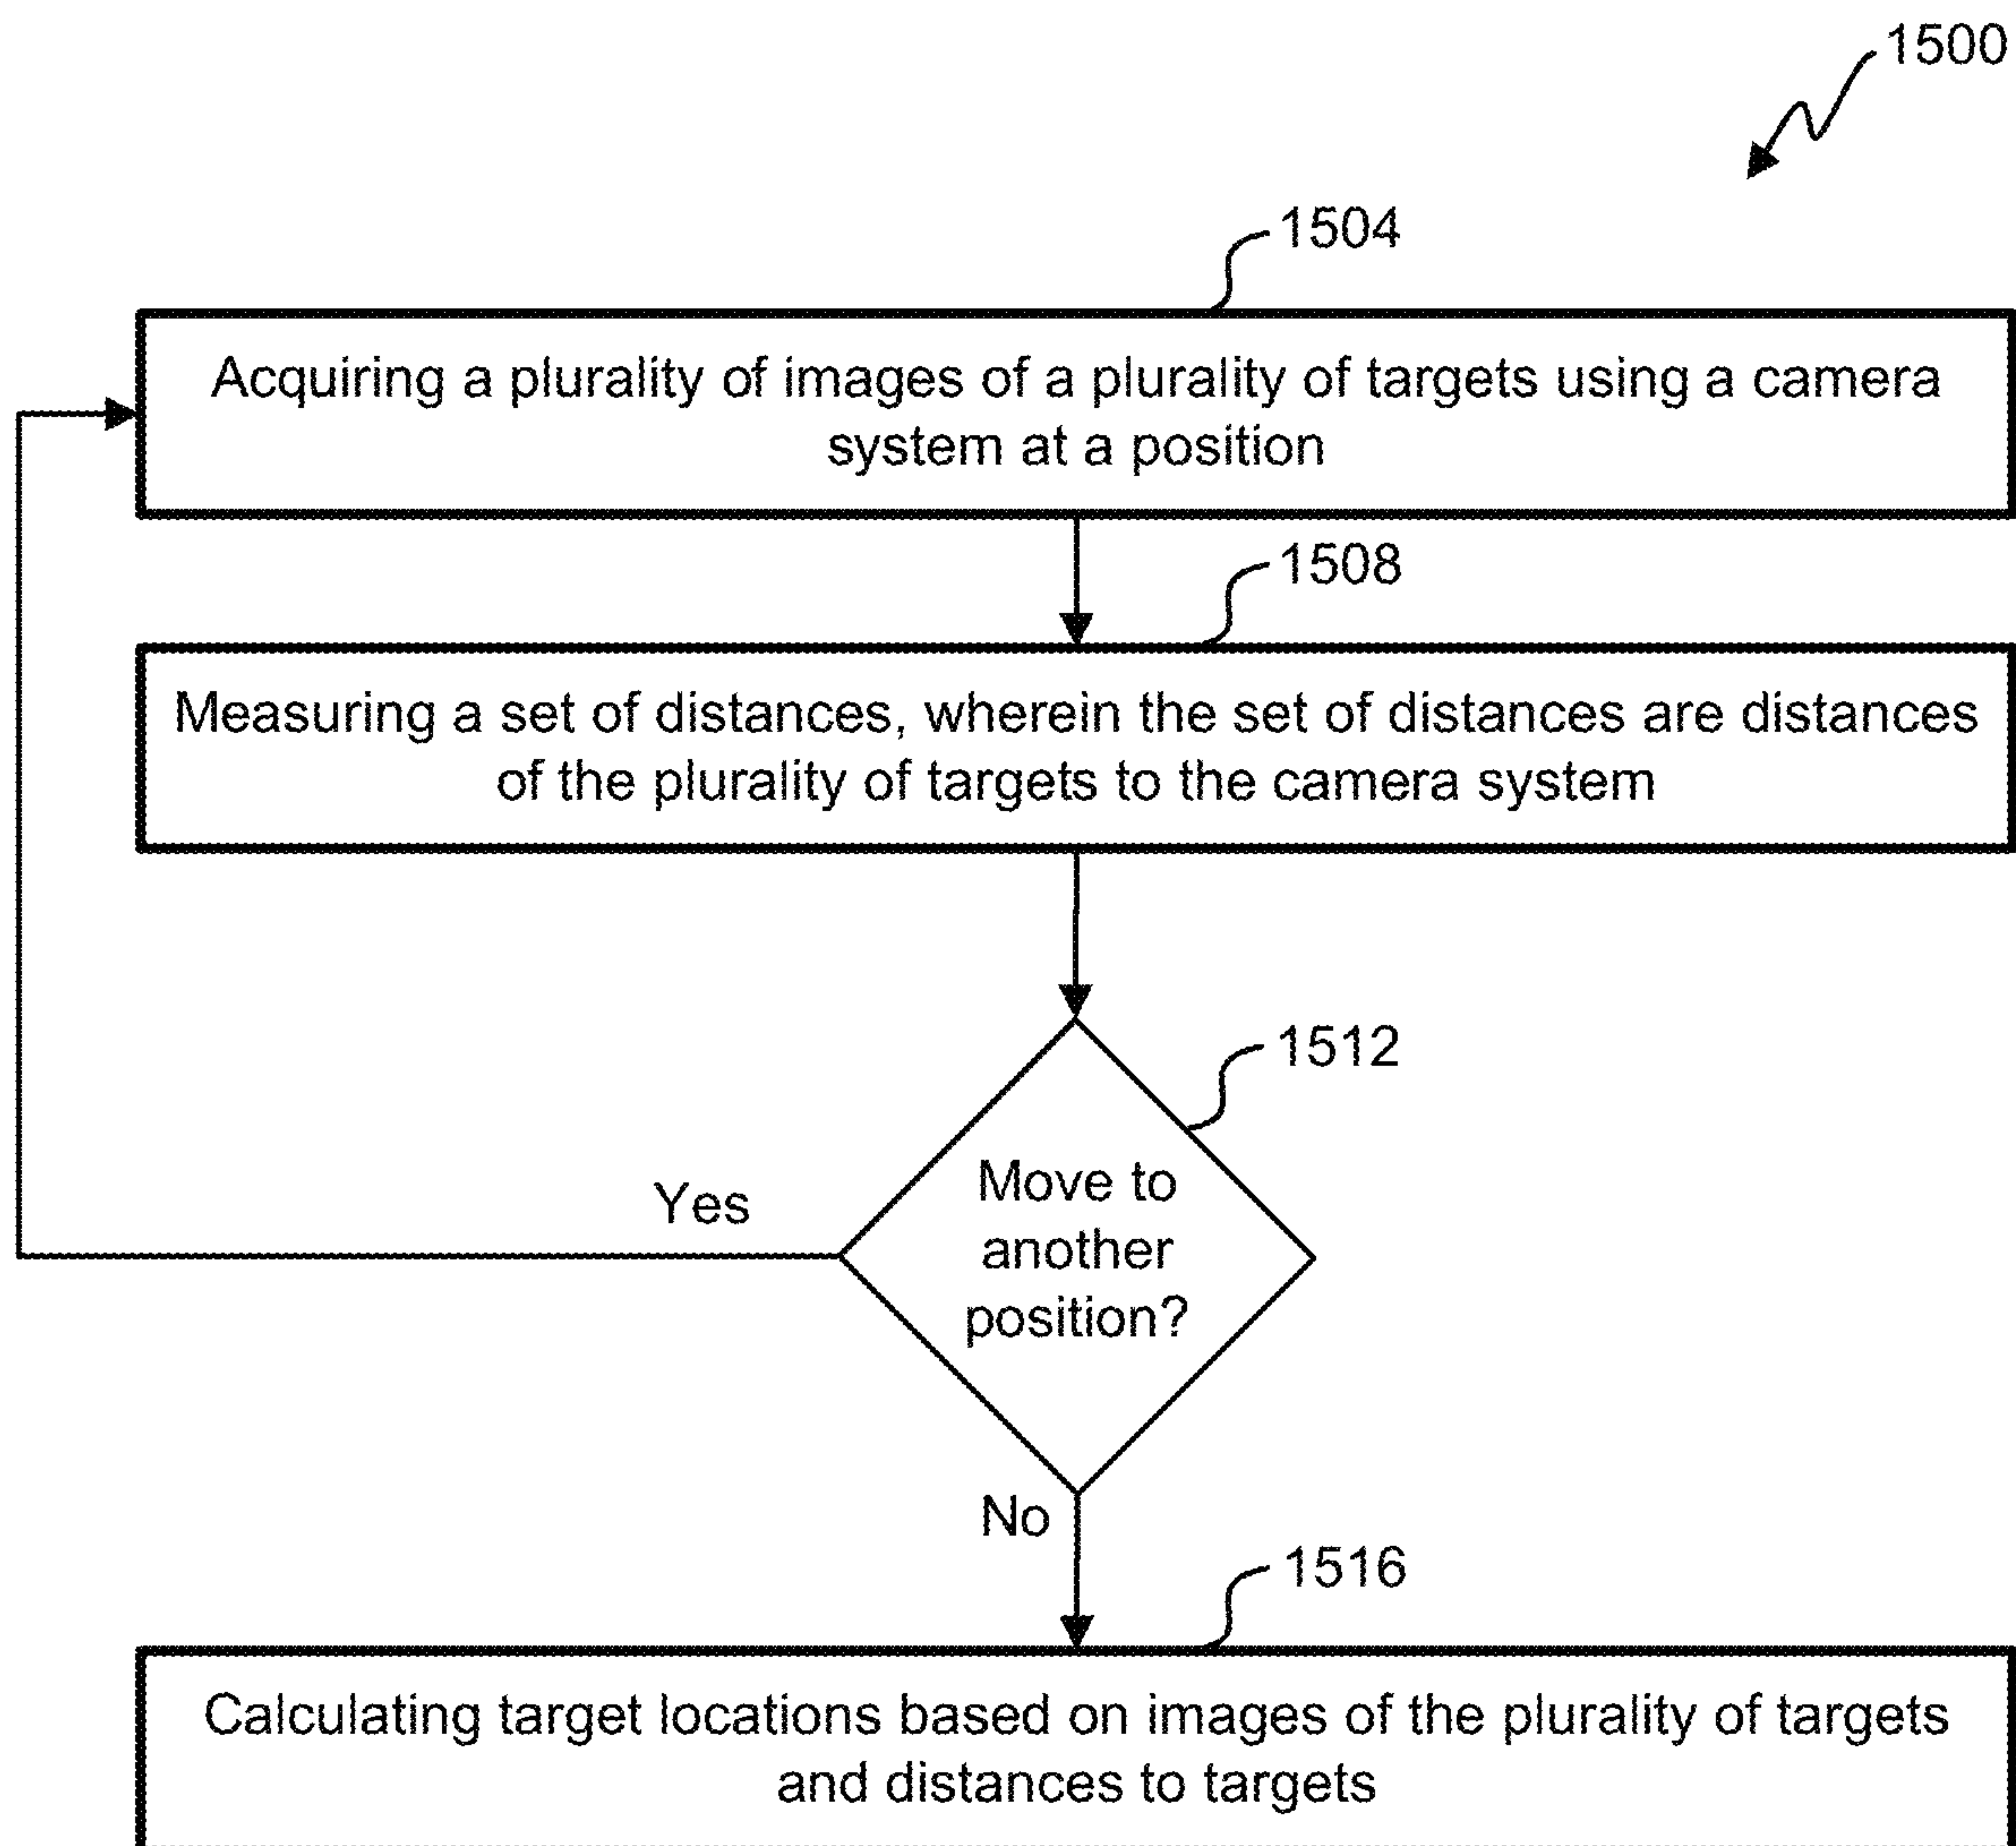 1500
1504
Acquiring a plurality of images of a plurality of targets using a camera
system at a position
1508
Measuring a set of distances, wherein the set of distances are distances
of the plurality of targets to the camera system
1512
Move to
another
position?
Yes
No
1516
Calculating target locations based on images of the plurality of targets
and distances to targets